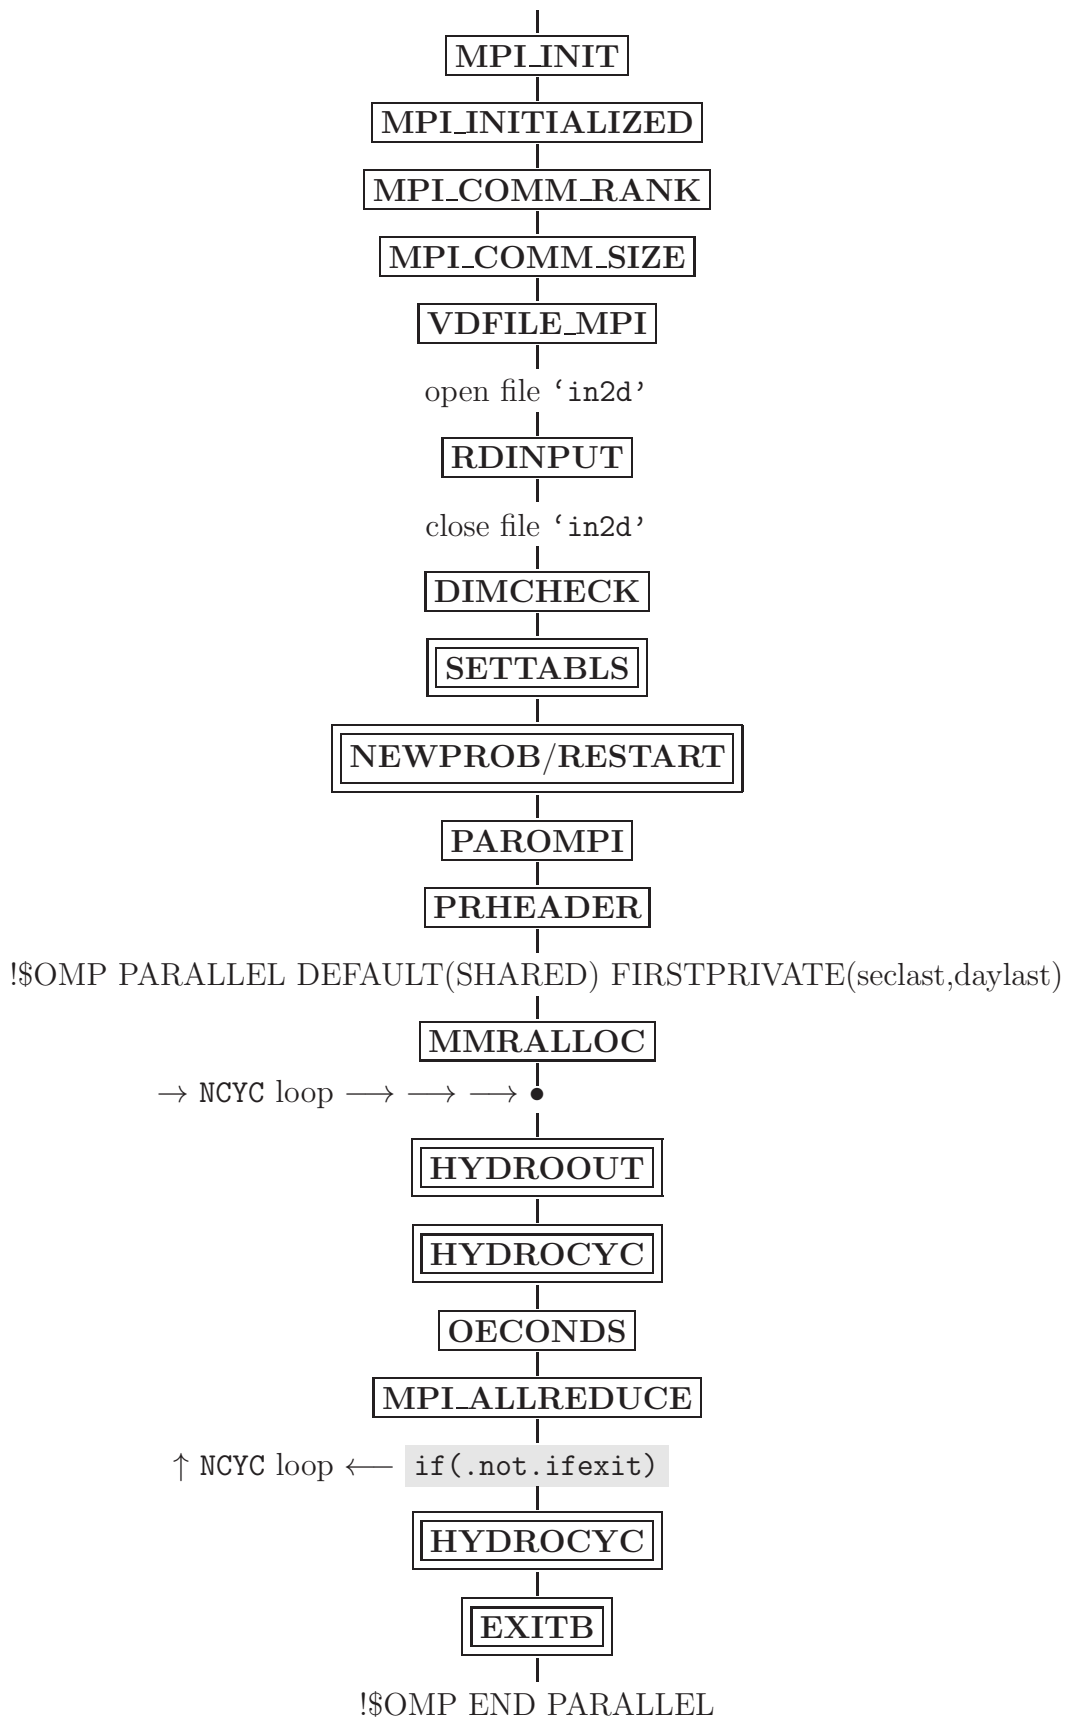 MPI_INIT
MPI_INITIALIZED
MPI_COMM_RANK
MPI_COMM_SIZE
VDFILE_MPI
open file ‘in2d’
RDINPUT
close file ‘in2d’
DIMCHECK
SETTABLS
NEWPROB/RESTART
PAROMPI
PRHEADER
!$OMP PARALLEL DEFAULT(SHARED) FIRSTPRIVATE(seclast,daylast)
MMRALLOC
→ NCYC loop ⟶ ⟶ ⟶ •
HYDROOUT
HYDROCYC
OECONDS
MPI_ALLREDUCE
↑ NCYC loop ⟵ if(.not.ifexit)
HYDROCYC
EXITB
!$OMP END PARALLEL